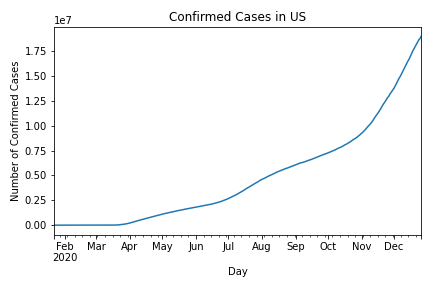 Confirmed Cases in US
1e7
Number of Confirmed Cases
1.75
1.50
1.25
1.00
0.75
0.50
0.25
0.00
Feb Mar Apr May Jun Jul Aug Sep Oct Nov Dec
2020
Day